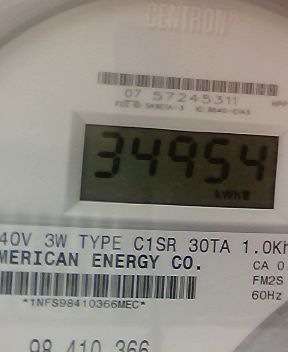 CENTRON®
07 57245311
34954
kWh
40V 3W TYPE C1SR 30TA 1.0Kh
MERICAN ENERGY CO.
CA 0.
FM2S
60Hz
*1NFS98410366MEC*
98 410 366